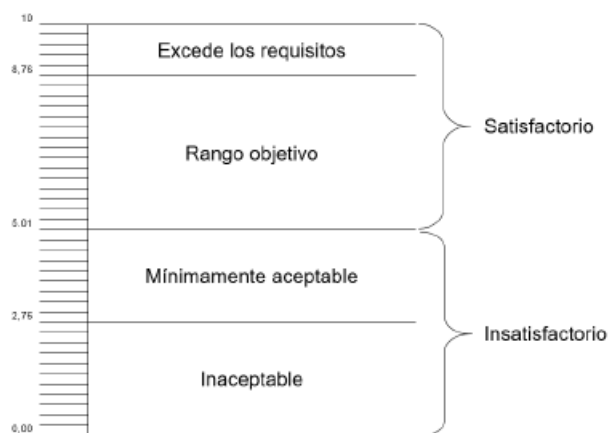 10
Excede los requisitos
8,76
Satisfactorio
Rango objetivo
5.01
Mínimamente aceptable
2,76
Insatisfactorio
Inaceptable
0,00